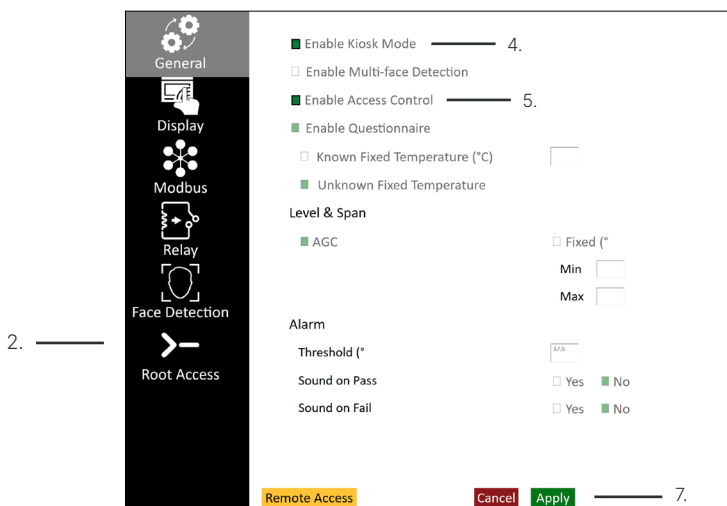 General
Display
Modbus
Relay
Face Detection
2.
Root Access
Enable Kiosk Mode 4.
Enable Multi-face Detection
Enable Access Control 5.
Enable Questionnaire
Known Fixed Temperature (°C)
Unknown Fixed Temperature
Level & Span
AGC Fixed (°
Min
Max
Alarm
Threshold (° 37.5
Sound on Pass Yes No
Sound on Fail Yes No
Remote Access Cancel Apply 7.